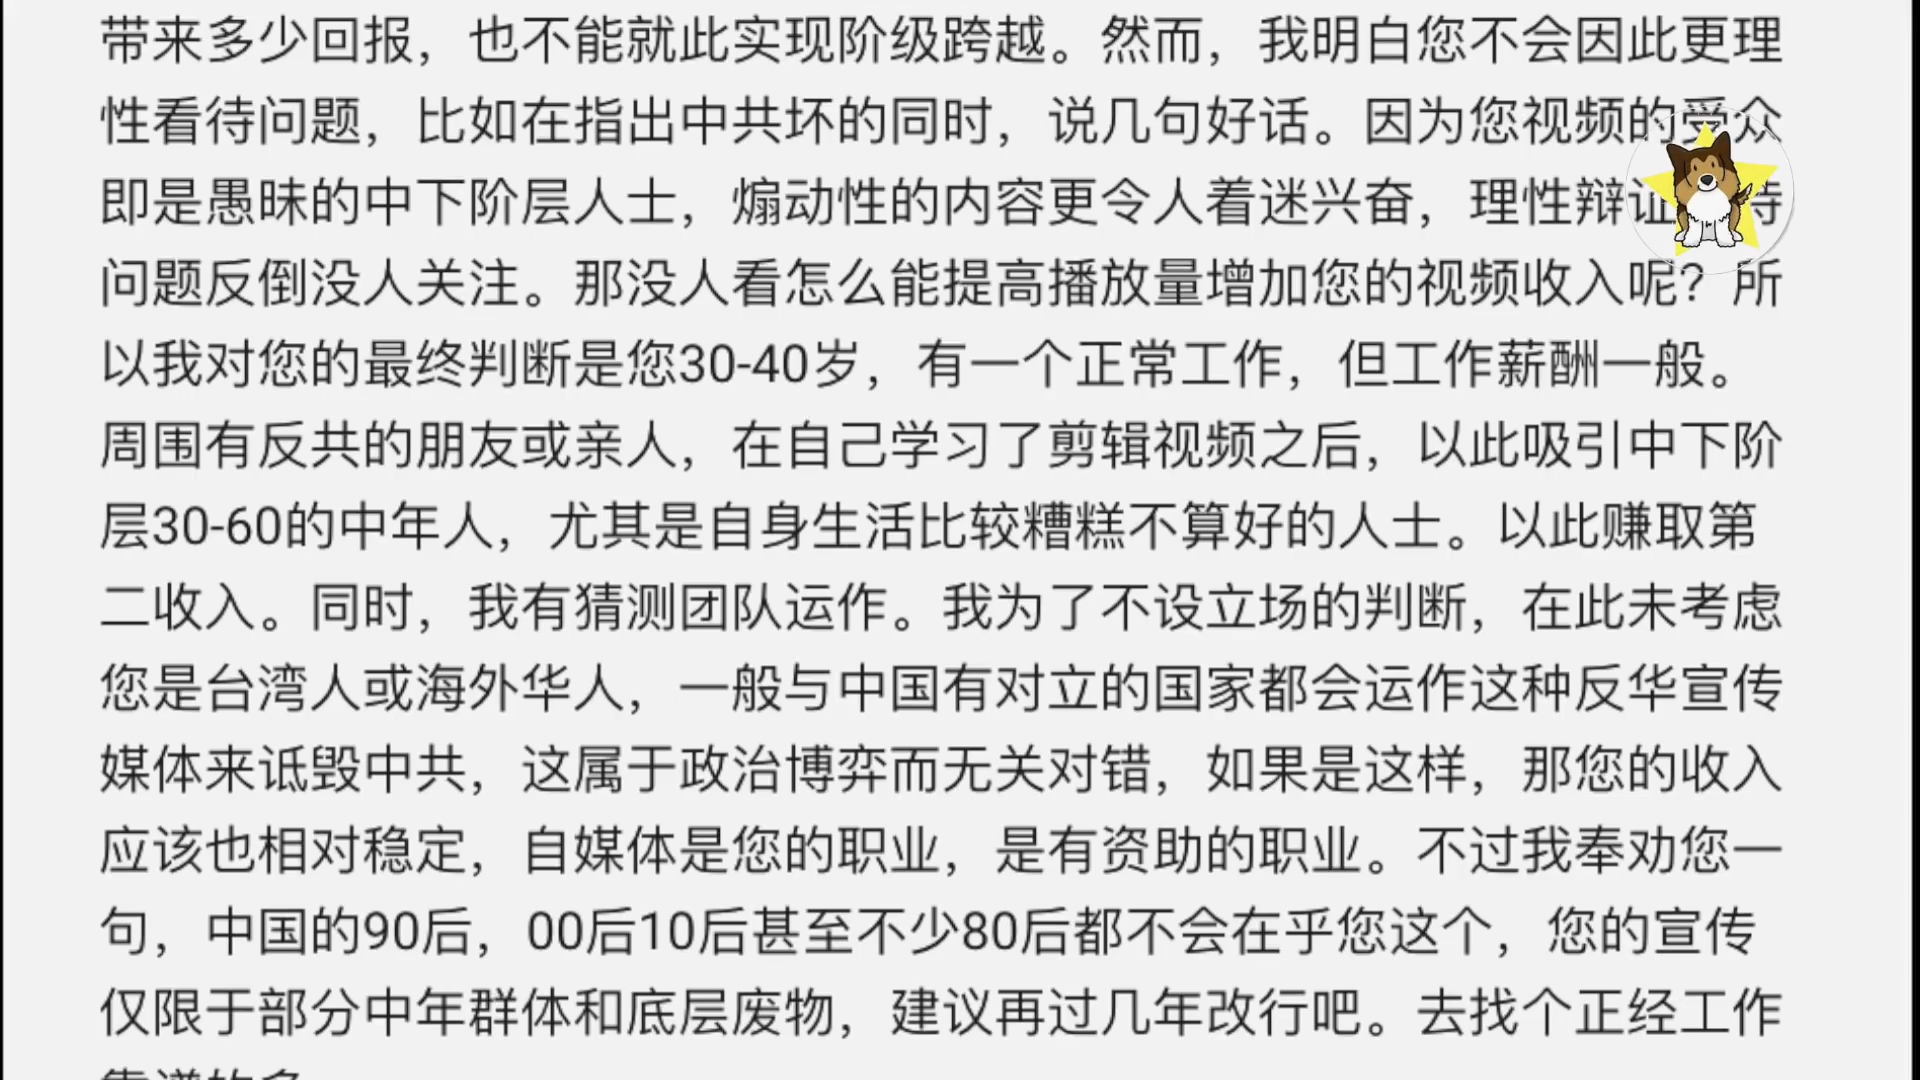 带来多少回报，也不能就此实现阶级跨越。然而，我明白您不会因此更理
性看待问题，比如在指出中共坏的同时，说几句好话。因为您视频的受众
即是愚昧的中下阶层人士，煽动性的内容更令人着迷兴奋，理性辩证待
问题反倒没人关注。那没人看怎么能提高播放量增加您的视频收入呢？所
以我对您的最终判断是您30-40岁，有一个正常工作，但工作薪酬一般。
周围有反共的朋友或亲人，在自己学习了剪辑视频之后，以此吸引中下阶
层30-60的中年人，尤其是自身生活比较糟糕不算好的人士。以此赚取第
二收入。同时，我有猜测团队运作。我为了不设立场的判断，在此未考虑
您是台湾人或海外华人，一般与中国有对立的国家都会运作这种反华宣传
媒体来诋毁中共，这属于政治博弈而无关对错，如果是这样，那您的收入
应该也相对稳定，自媒体是您的职业，是有资助的职业。不过我奉劝您一
句，中国的90后，00后10后甚至不少80后都不会在乎您这个，您的宣传
仅限于部分中年群体和底层废物，建议再过几年改行吧。去找个正经工作